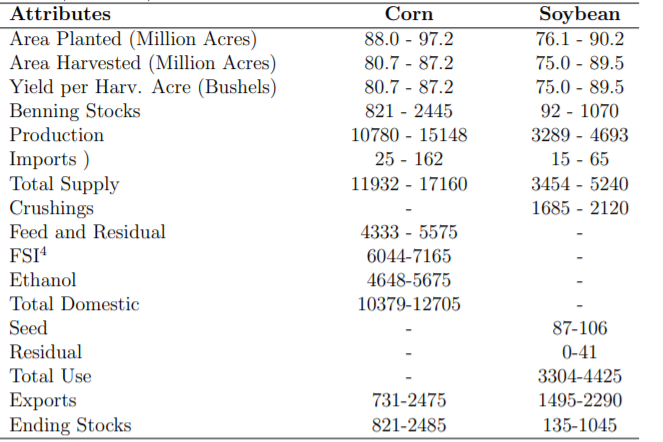 Attributes Corn Soybean
Area Planted (Million Acres) 88.0 - 97.2 76.1 - 90.2
Area Harvested (Million Acres) 80.7 - 87.2 75.0 - 89.5
Yield per Harv. Acre (Bushels) 80.7 - 87.2 75.0 - 89.5
Benning Stocks 821 - 2445 92 - 1070
Production 10780 - 15148 3289 - 4693
Imports ) 25 - 162 15 - 65
Total Supply 11932 - 17160 3454 - 5240
Crushings - 1685 - 2120
Feed and Residual 4333 - 5575 -
FSI⁴ 6044-7165 -
Ethanol 4648-5675 -
Total Domestic 10379-12705 -
Seed - 87-106
Residual - 0-41
Total Use - 3304-4425
Exports 731-2475 1495-2290
Ending Stocks 821-2485 135-1045